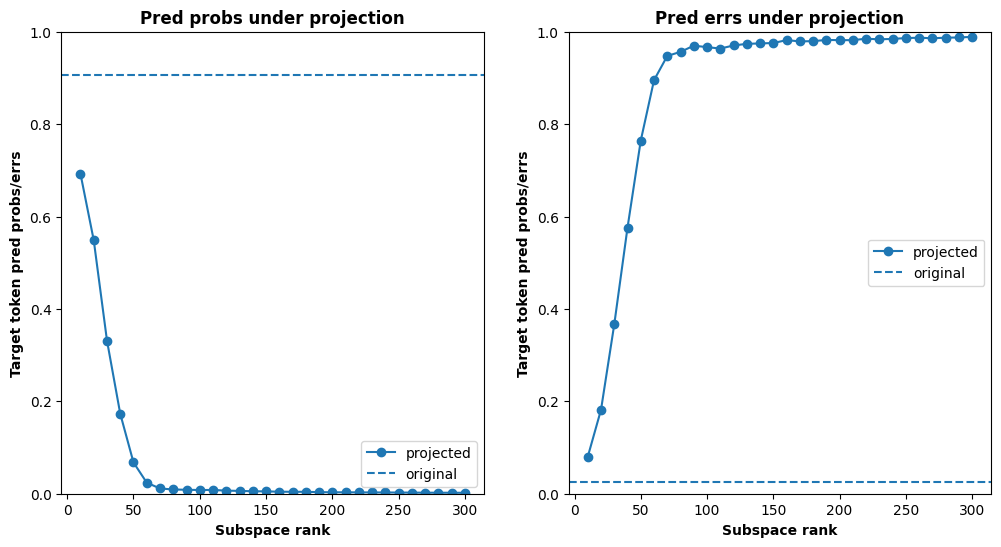 Pred probs under projection
Target token pred probs/errs
1.0
0.8
0.6
0.4
0.2
0.0
0
50
100
150
200
250
300
Subspace rank
projected
original
Pred errs under projection
Target token pred probs/errs
1.0
0.8
0.6
0.4
0.2
0.0
0
50
100
150
200
250
300
Subspace rank
projected
original